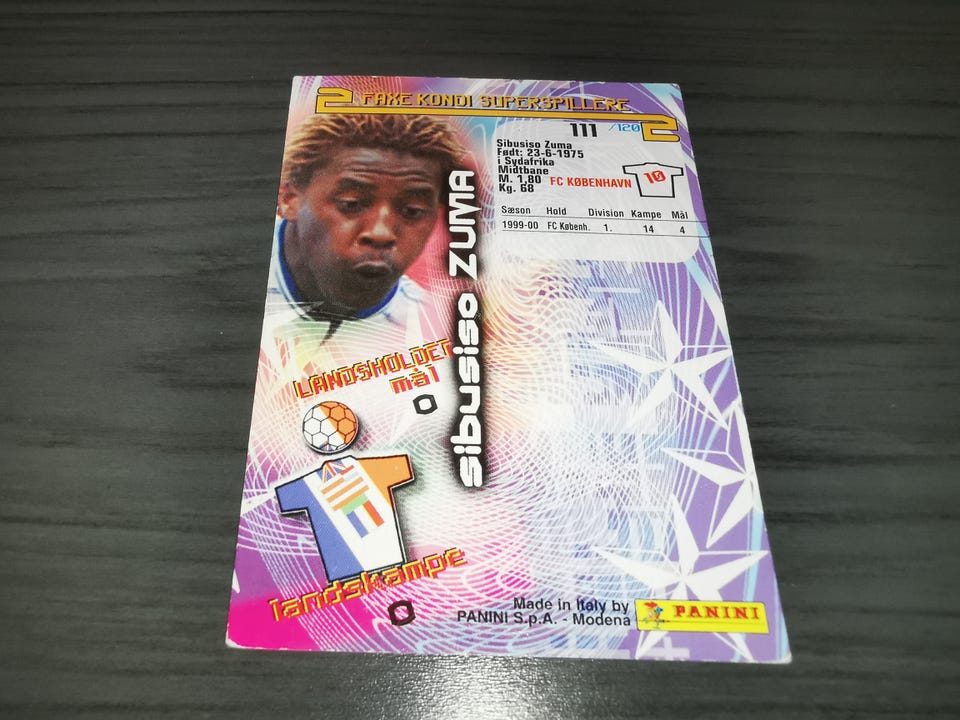 2 FAXE KONDI SUPERSPILLERE 2
111 /120
Sibusiso Zuma
Født: 23-6-1975
i Sydafrika
Midtbane
M. 1,80
Kg. 68
FC KØBENHAVN
10
Sæson Hold Division Kampe Mål
1999-00 FC Københ. 1. 14 4
sibusiso ZUMA
LANDSHOLDET
mål
0
landskampe
0
Made in Italy by
PANINI S.p.A. - Modena
PANINI